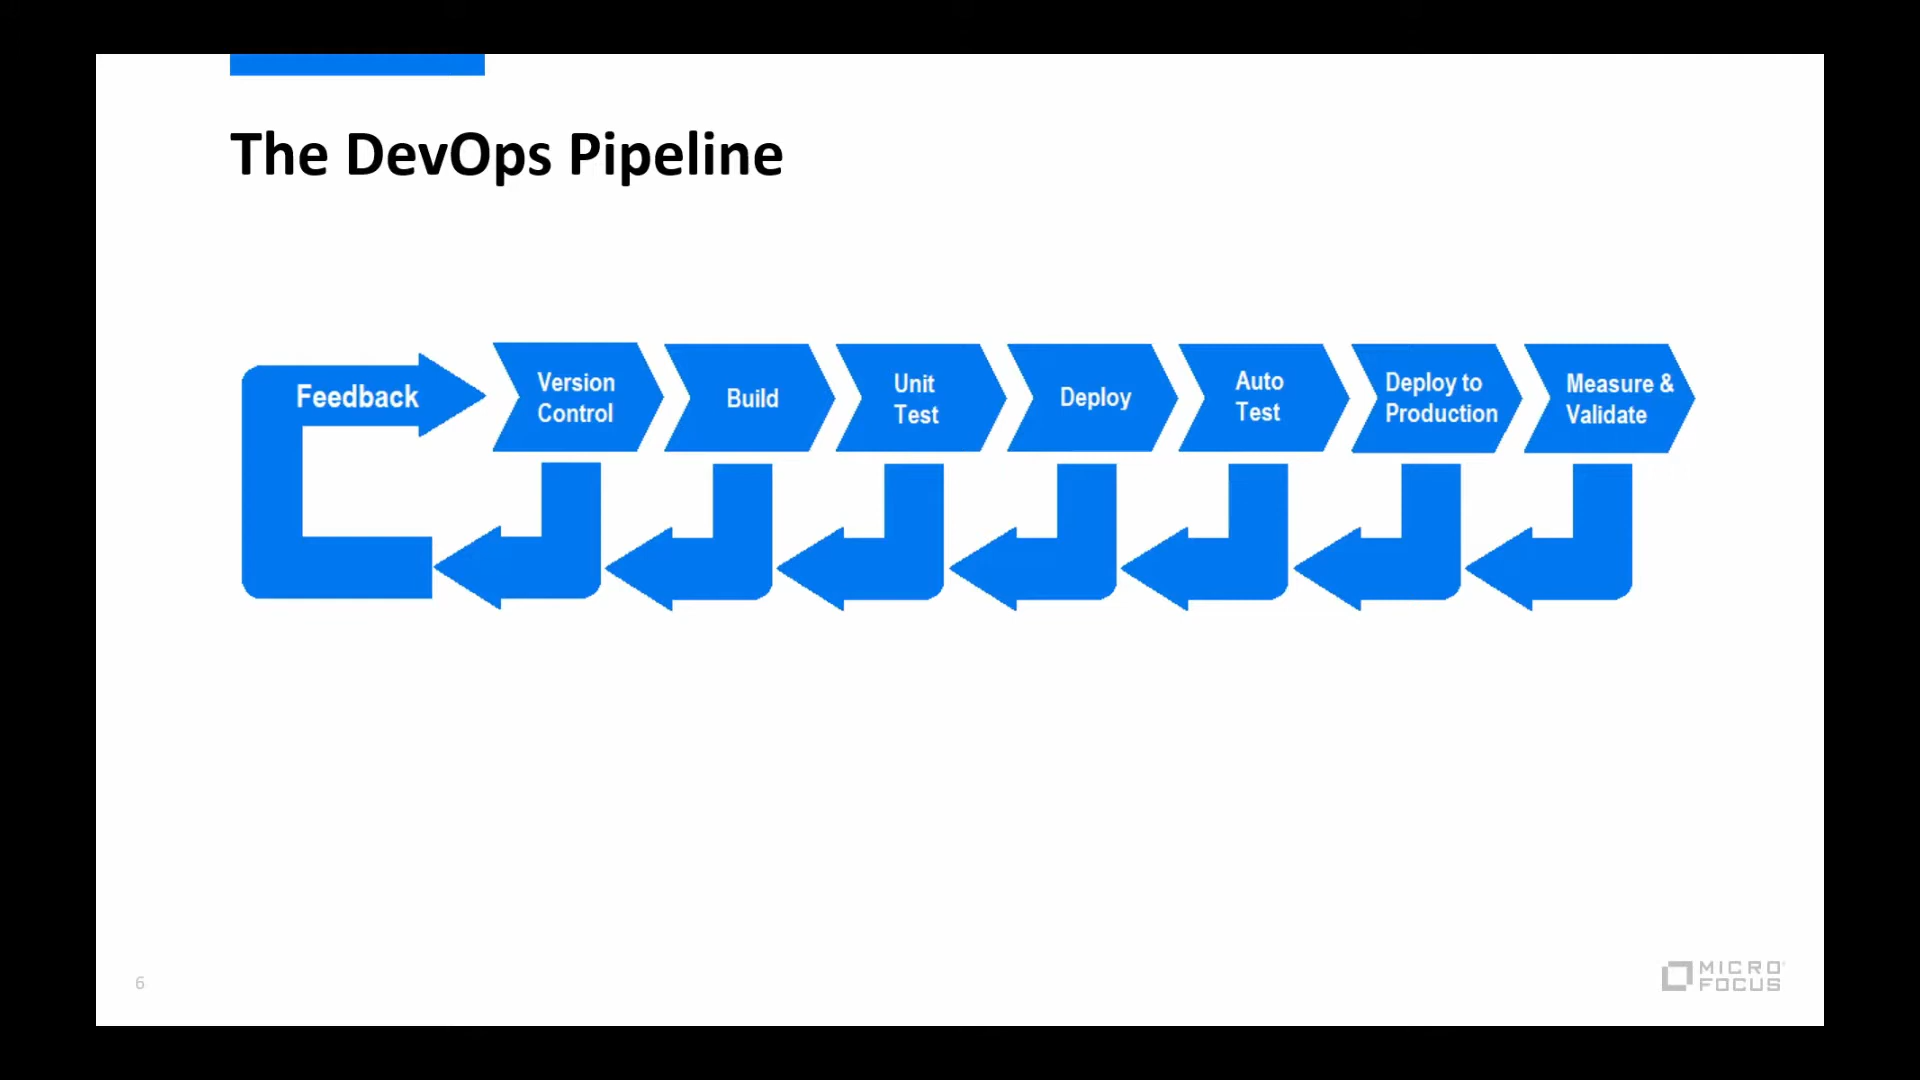 The DevOps Pipeline
Feedback
Version
Control
Build
Unit
Test
Deploy
Auto
Test
Deploy to
Production
Measure &
Validate
6
MICRO
FOCUS